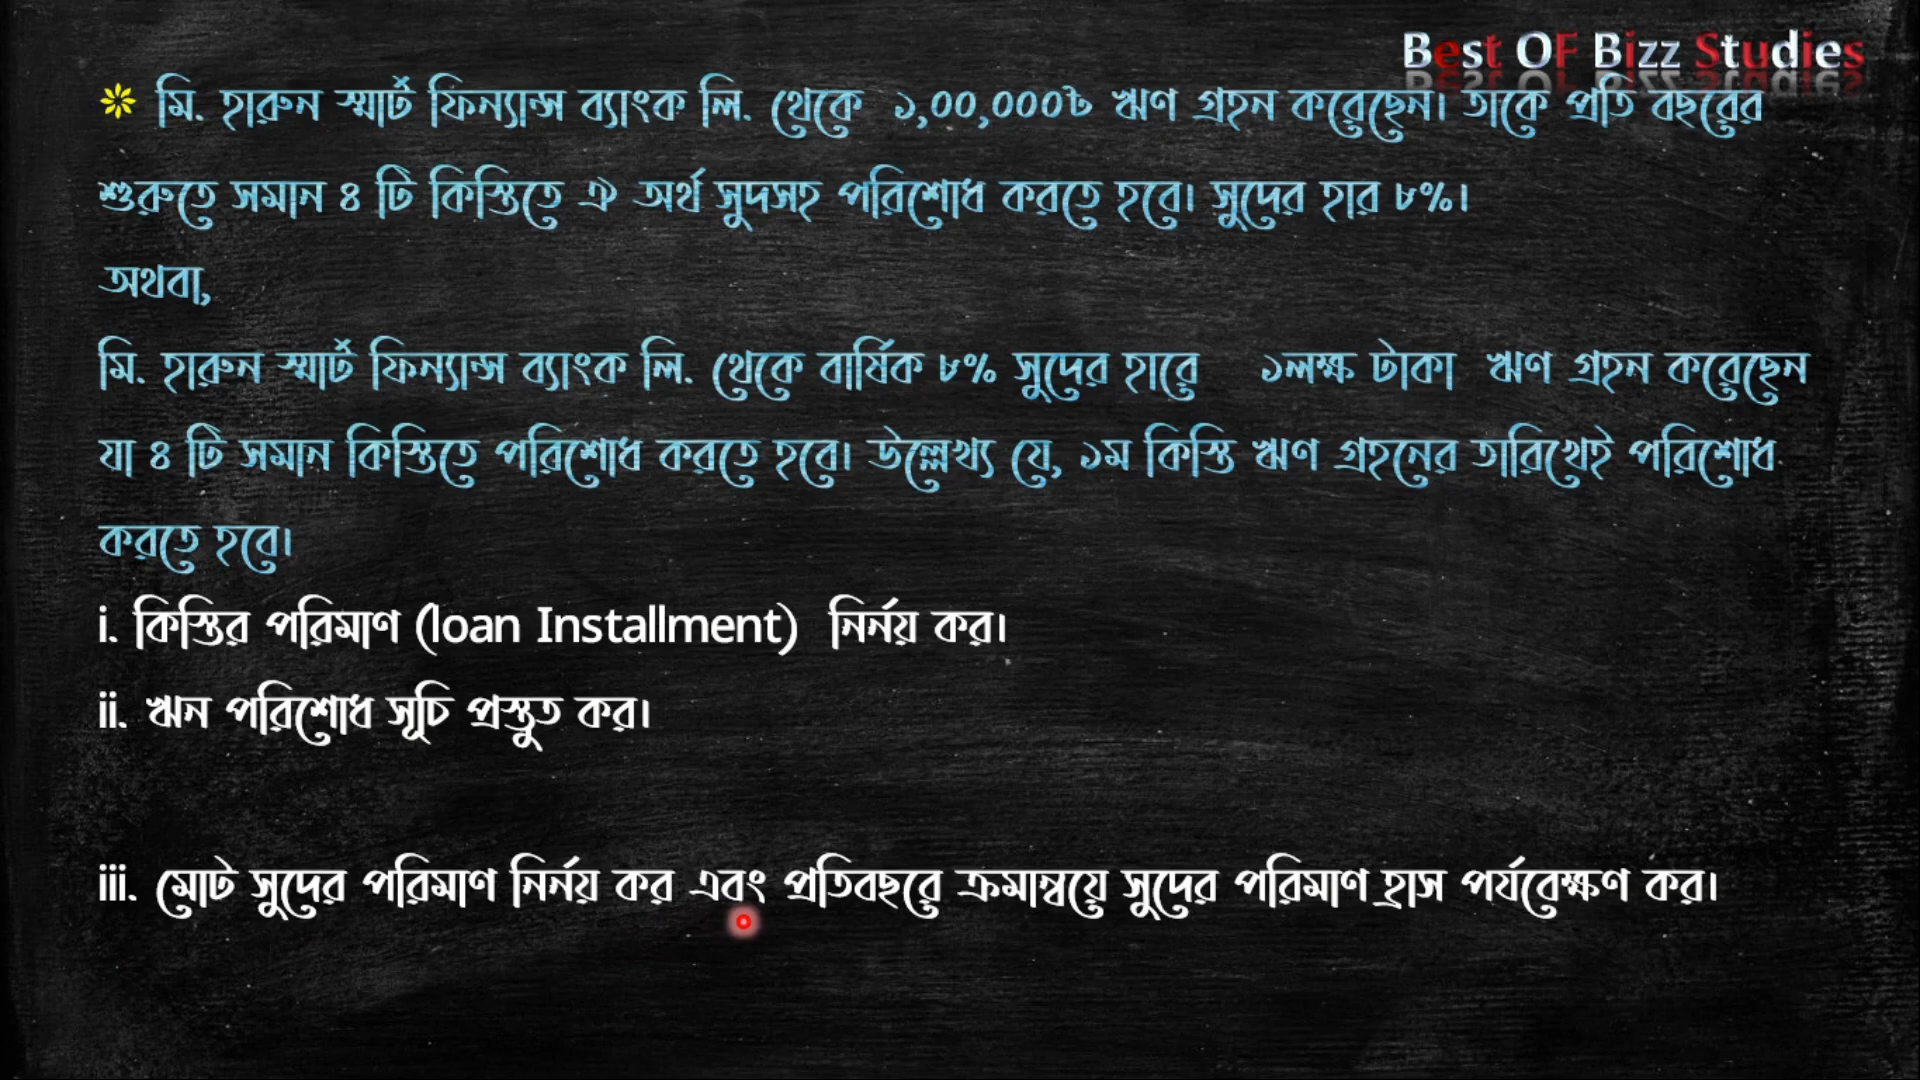 Best OF Bizz Studies
মি. হারুন স্মার্ট ফিন্যান্স ব্যাংক লি. থেকে ১,০০,০০০৳ ঋণ গ্রহন করেছেন। তাকে প্রতি বছরের
শুরুতে সমান ৪ টি কিস্তিতে ঐ অর্থ সুদসহ পরিশোধ করতে হবে। সুদের হার ৮%।
অথবা,
মি. হারুন স্মার্ট ফিন্যান্স ব্যাংক লি. থেকে বার্ষিক ৮% সুদের হারে ১লক্ষ টাকা ঋণ গ্রহন করেছেন
যা ৪ টি সমান কিস্তিতে পরিশোধ করতে হবে। উল্লেখ্য যে, ১ম কিস্তি ঋণ গ্রহনের তারিখেই পরিশোধ
করতে হবে।
i. কিস্তির পরিমাণ (loan Installment) নির্নয় কর।
ii. ঋন পরিশোধ সূচি প্রস্তুত কর।
iii. মোট সুদের পরিমাণ নির্নয় কর এবং প্রতিবছরে ক্রমান্বয়ে সুদের পরিমাণ হ্রাস পর্যবেক্ষণ কর।